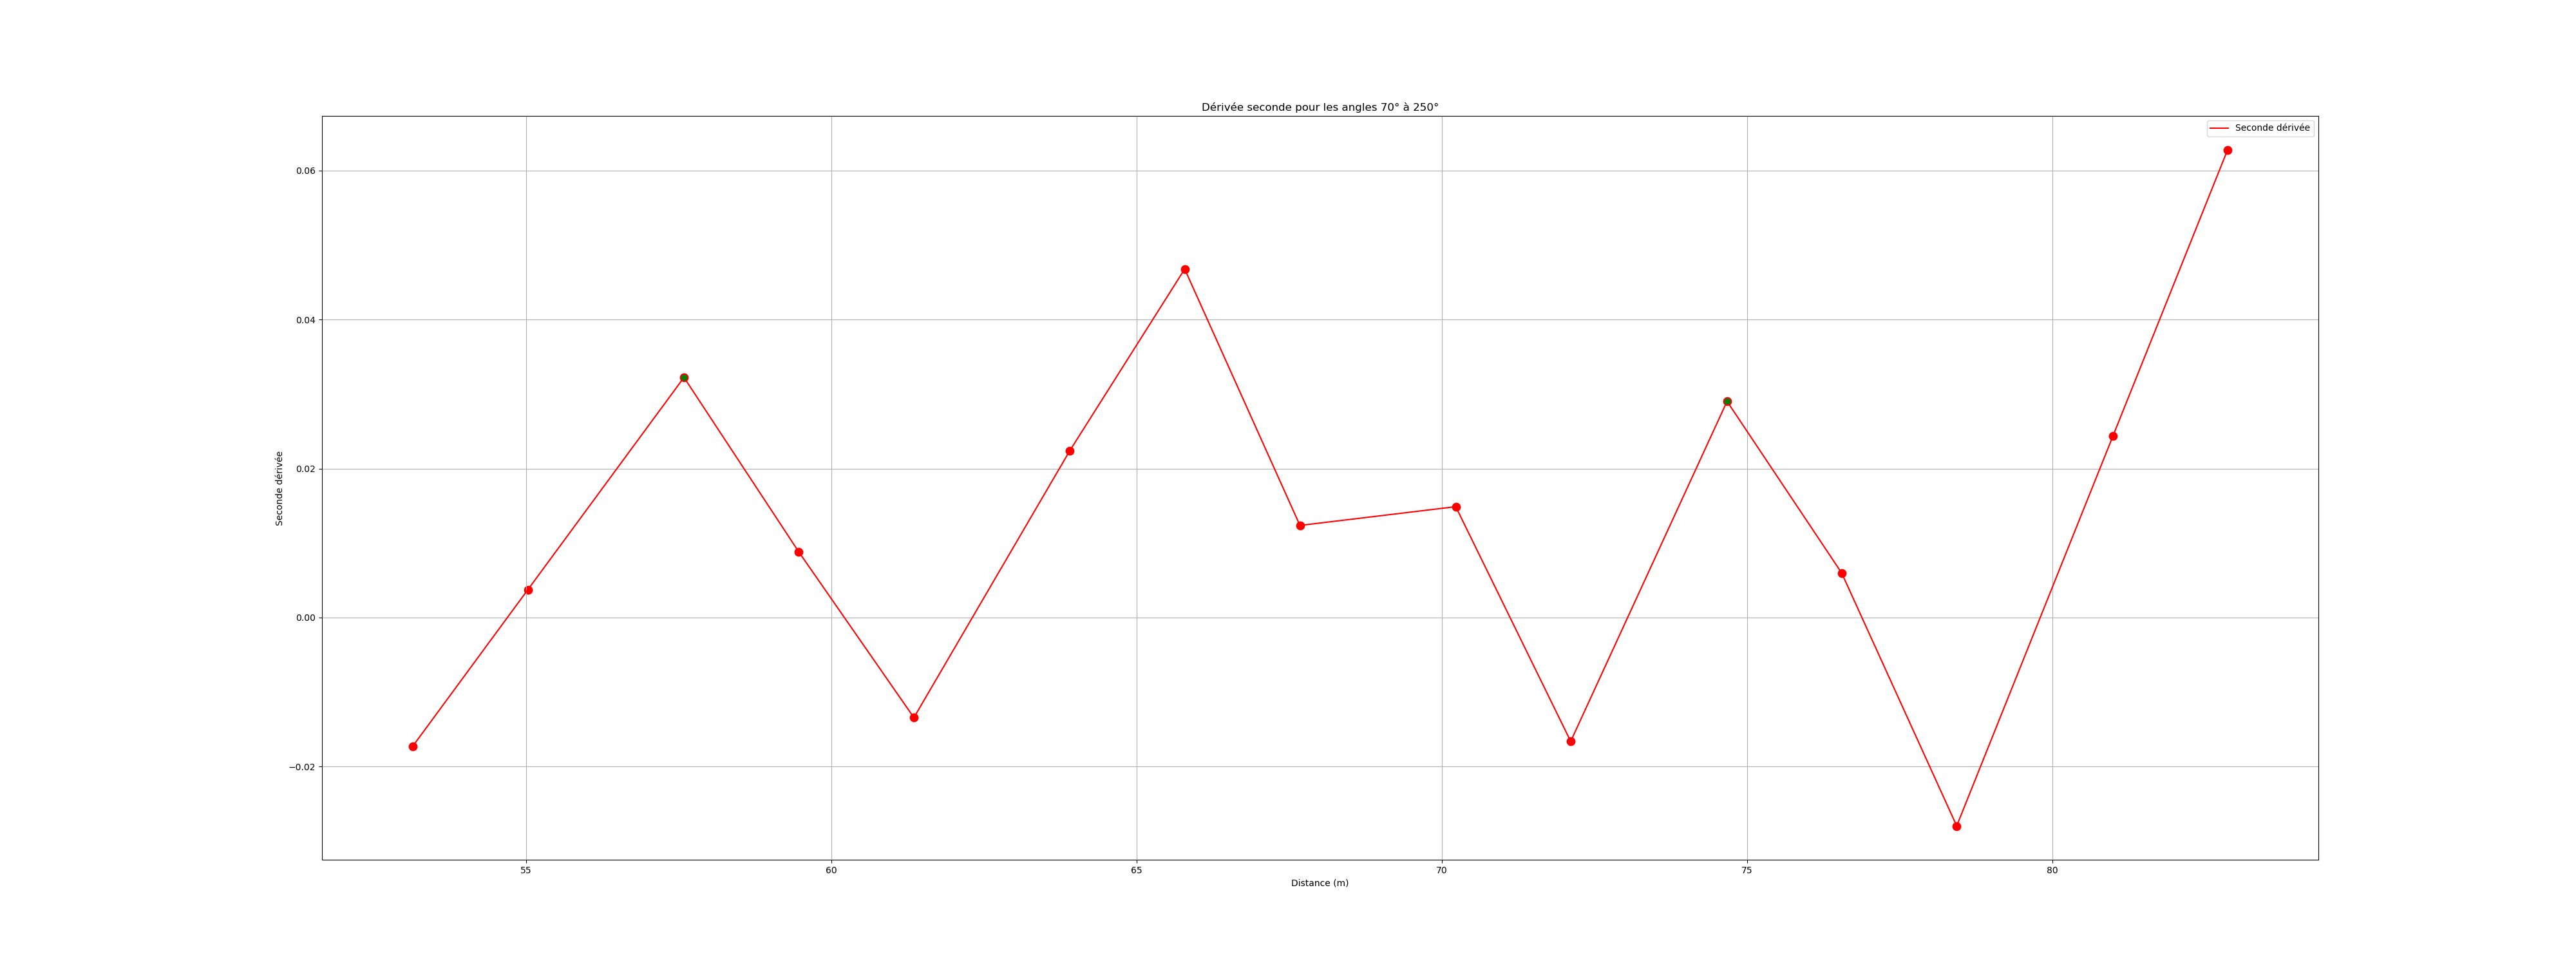 Dérivée seconde pour les angles 70° à 250°
Seconde dérivée
0.06
0.04
0.02
0.00
−0.02
Seconde dérivée
55 60 65 70 75 80
Distance (m)